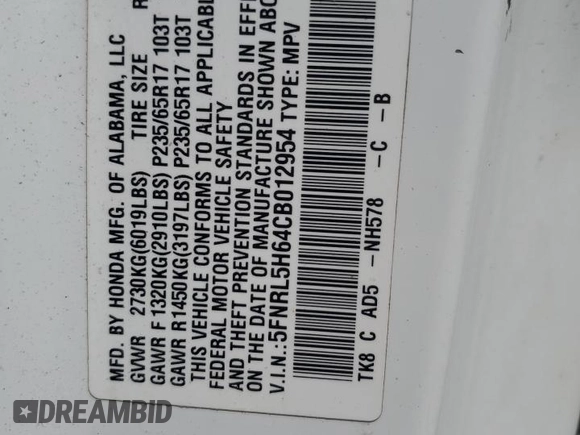 MFD. BY HONDA MFG. OF ALABAMA, LLC
GVWR 2730KG(6019LBS) TIRE SIZE R
GAWR F 1320KG(2910LBS) P235/65R17 103T
GAWR R1450KG(3197LBS) P235/65R17 103T
THIS VEHICLE CONFORMS TO ALL APPLICABL
FEDERAL MOTOR VEHICLE SAFETY
AND THEFT PREVENTION STANDARDS IN EFFE
ON THE DATE OF MANUFACTURE SHOWN ABO
V.I.N.:5FNRL5H64CB012954 TYPE: MPV
TK8 C AD5 -NH578 -C -B
DREAMBID